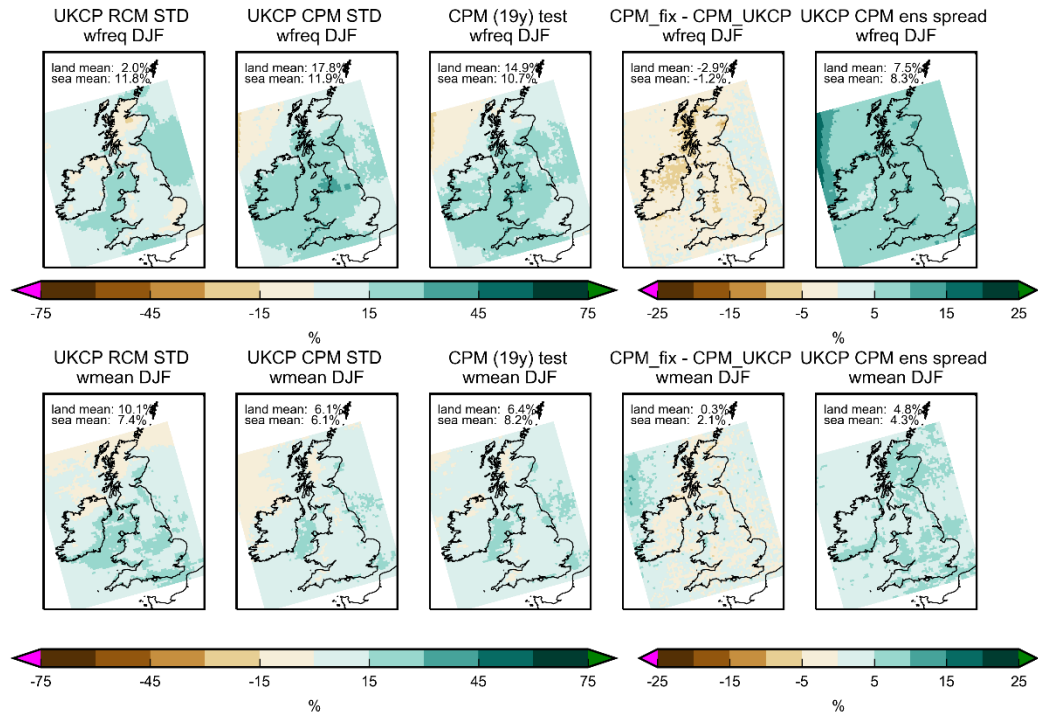 UKCP RCM STD
wfreq DJF
UKCP CPM STD
wfreq DJF
CPM (19y) test
wfreq DJF
CPM_fix - CPM_UKCP
wfreq DJF
UKCP CPM ens spread
wfreq DJF
land mean: 2.0%
sea mean: 11.8%
land mean: 17.8%
sea mean: 11.9%
land mean: 14.9%
sea mean: 10.7%
land mean: -2.9%
sea mean: -1.2%
land mean: 7.5%
sea mean: 8.3%
-75 -45 -15 15 45 75
%
-25 -15 -5 5 15 25
%
UKCP RCM STD
wmean DJF
UKCP CPM STD
wmean DJF
CPM (19y) test
wmean DJF
CPM_fix - CPM_UKCP
wmean DJF
UKCP CPM ens spread
wmean DJF
land mean: 10.1%
sea mean: 7.4%
land mean: 6.1%
sea mean: 6.1%
land mean: 6.4%
sea mean: 8.2%
land mean: 0.3%
sea mean: 2.1%
land mean: 4.8%
sea mean: 4.3%
-75 -45 -15 15 45 75
%
-25 -15 -5 5 15 25
%